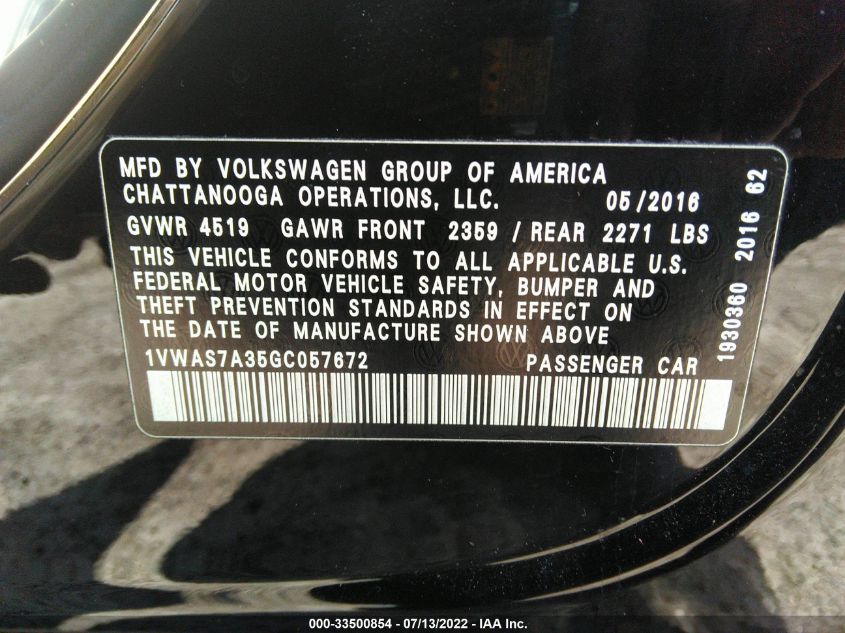 MFD BY VOLKSWAGEN GROUP OF AMERICA
CHATTANOOGA OPERATIONS, LLC. 05/2016
GVWR 4519 GAWR FRONT 2359 / REAR 2271 LBS
THIS VEHICLE CONFORMS TO ALL APPLICABLE U.S.
FEDERAL MOTOR VEHICLE SAFETY, BUMPER AND
THEFT PREVENTION STANDARDS IN EFFECT ON
THE DATE OF MANUFACTURE SHOWN ABOVE
1VWAS7A35GC057672 PASSENGER CAR
1930360 2016 62
000-33500854 - 07/13/2022 - IAA Inc.